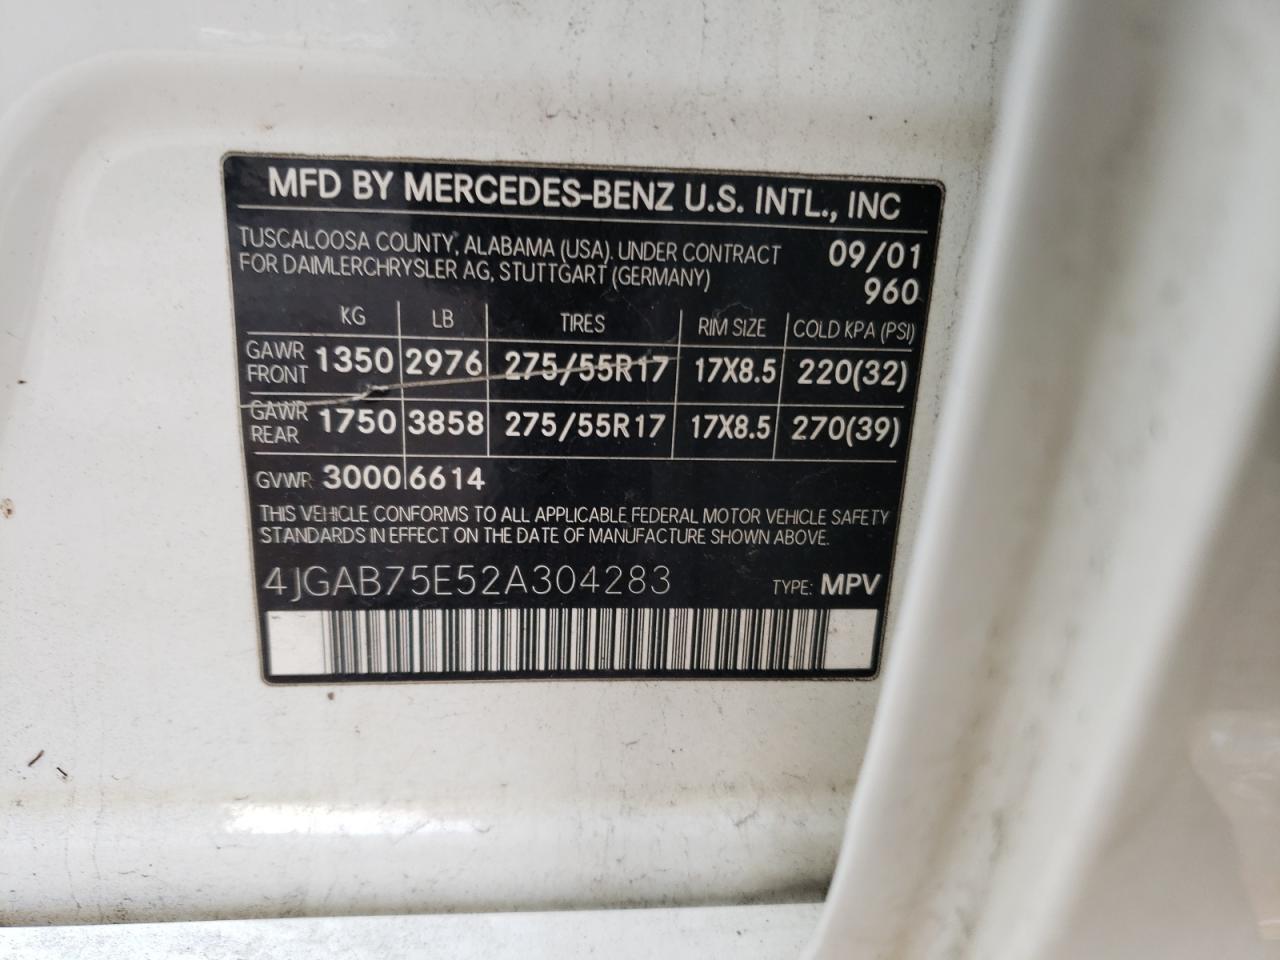 MFD BY MERCEDES-BENZ U.S. INTL., INC
TUSCALOOSA COUNTY, ALABAMA (USA). UNDER CONTRACT 09/01
FOR DAIMLERCHRYSLER AG, STUTTGART (GERMANY) 960
KG LB TIRES RIM SIZE COLD KPA (PSI)
GAWR FRONT 1350 2976 275/55R17 17X8.5 220(32)
GAWR REAR 1750 3858 275/55R17 17X8.5 270(39)
GVWR 3000 6614
THIS VEHICLE CONFORMS TO ALL APPLICABLE FEDERAL MOTOR VEHICLE SAFETY
STANDARDS IN EFFECT ON THE DATE OF MANUFACTURE SHOWN ABOVE.
4JGAB75E52A304283 TYPE: MPV